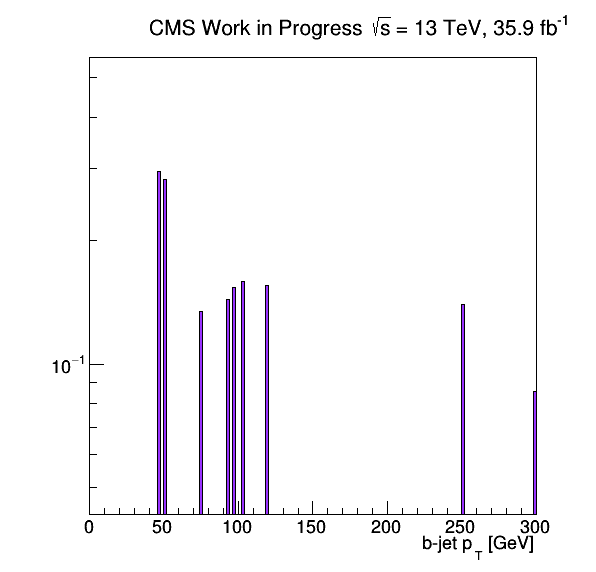 CMS Work in Progress √s = 13 TeV, 35.9 fb⁻¹
10⁻¹
0 50 100 150 200 250 300
b-jet p_T [GeV]